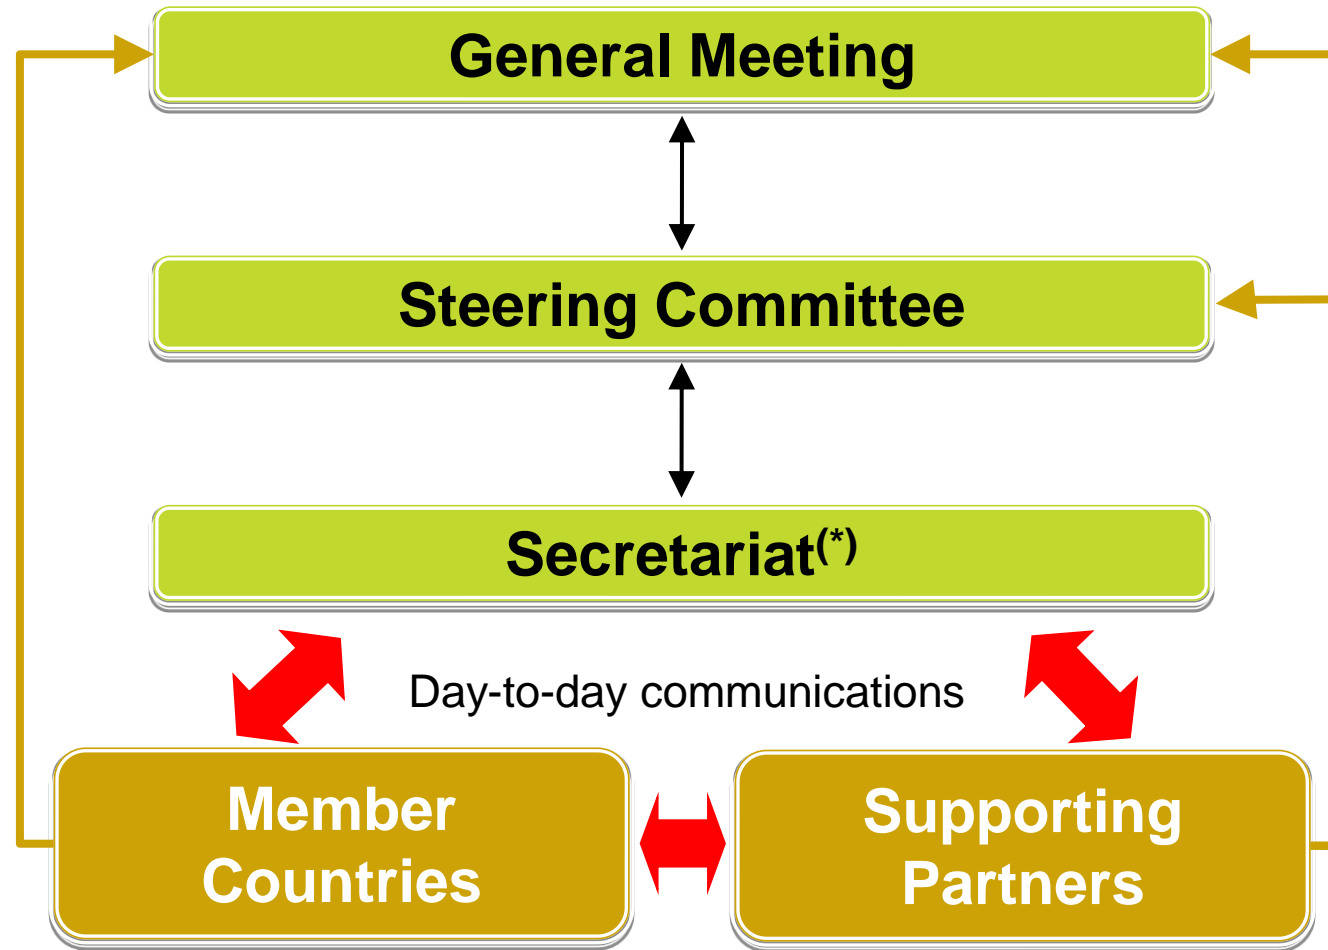 General Meeting
Steering Committee
Secretariat(*)
Day-to-day communications
Member
Countries
Supporting
Partners